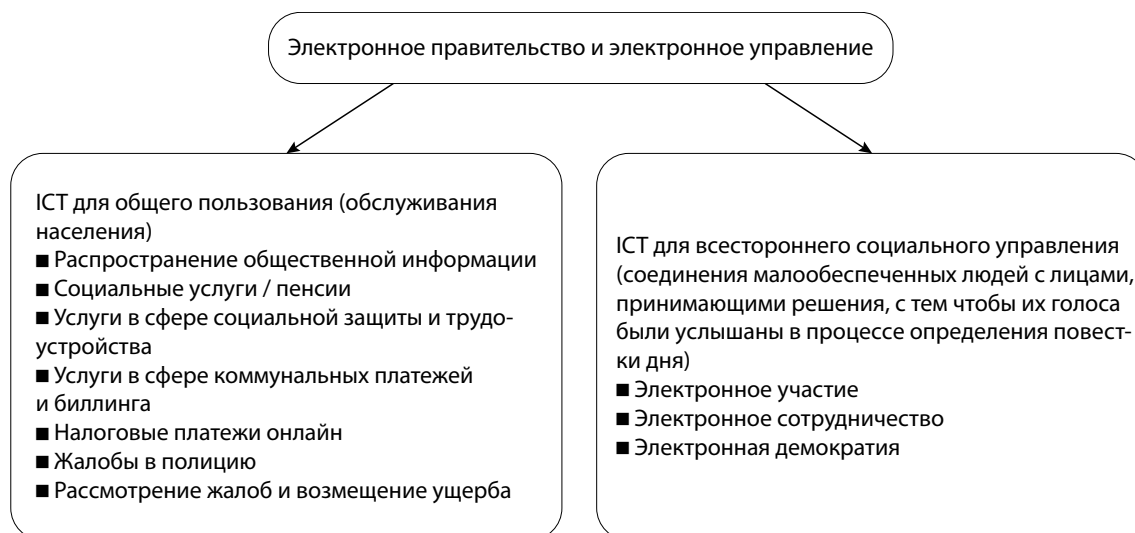 Электронное правительство и электронное управление
ICT для общего пользования (обслуживания
населения)
■ Распространение общественной информации
■ Социальные услуги / пенсии
■ Услуги в сфере социальной защиты и трудо-
устройства
■ Услуги в сфере коммунальных платежей
и биллинга
■ Налоговые платежи онлайн
■ Жалобы в полицию
■ Рассмотрение жалоб и возмещение ущерба
ICT для всестороннего социального управления
(соединения малообеспеченных людей с лицами,
принимающими решения, с тем чтобы их голоса
были услышаны в процессе определения повест-
ки дня)
■ Электронное участие
■ Электронное сотрудничество
■ Электронная демократия